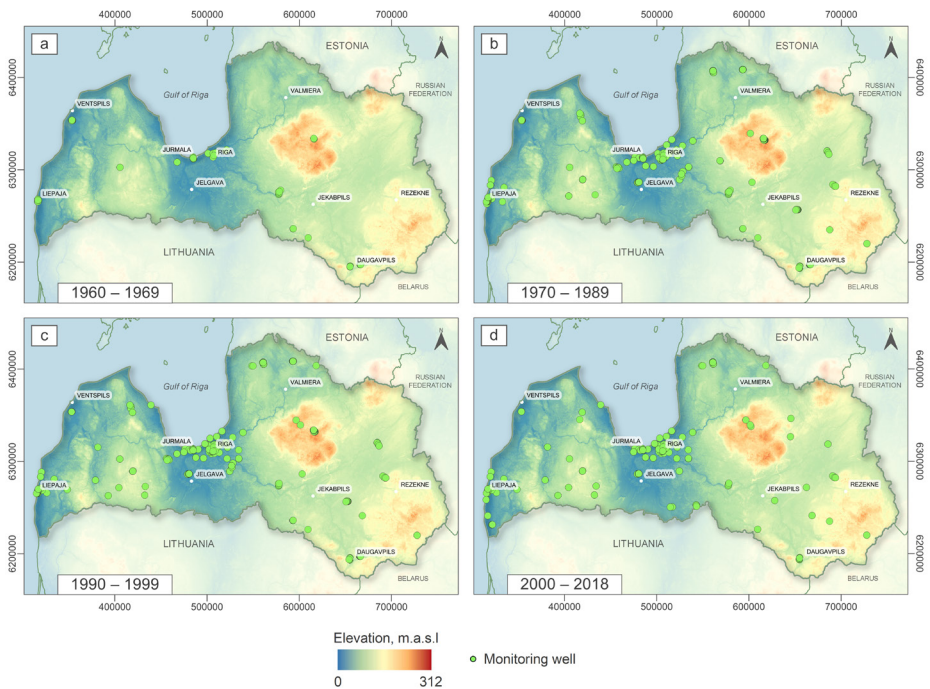 a
ESTONIA
N
Gulf of Riga
RUSSIAN
FEDERATION
VENTSPILS
VALMIERA
JURMALA
RIGA
JELGAVA
LIEPAJA
REZEKNE
JEKABPILS
LITHUANIA
DAUGAVPILS
BELARUS
1960 – 1969
6400000
6300000
6200000
b
400000
500000
600000
700000
ESTONIA
N
Gulf of Riga
RUSSIAN
FEDERATION
VENTSPILS
VALMIERA
JURMALA
RIGA
JELGAVA
LIEPAJA
REZEKNE
JEKABPILS
LITHUANIA
DAUGAVPILS
BELARUS
1970 – 1989
6400000
6300000
6200000
400000
500000
600000
700000
c
ESTONIA
N
Gulf of Riga
RUSSIAN
FEDERATION
VENTSPILS
VALMIERA
JURMALA
RIGA
JELGAVA
LIEPAJA
REZEKNE
JEKABPILS
LITHUANIA
DAUGAVPILS
BELARUS
1990 – 1999
6400000
6300000
6200000
400000
500000
600000
700000
d
ESTONIA
N
Gulf of Riga
RUSSIAN
FEDERATION
VENTSPILS
VALMIERA
JURMALA
RIGA
JELGAVA
LIEPAJA
REZEKNE
JEKABPILS
LITHUANIA
DAUGAVPILS
BELARUS
2000 – 2018
6400000
6300000
6200000
400000
500000
600000
700000
Elevation, m.a.s.l
0
312
Monitoring well